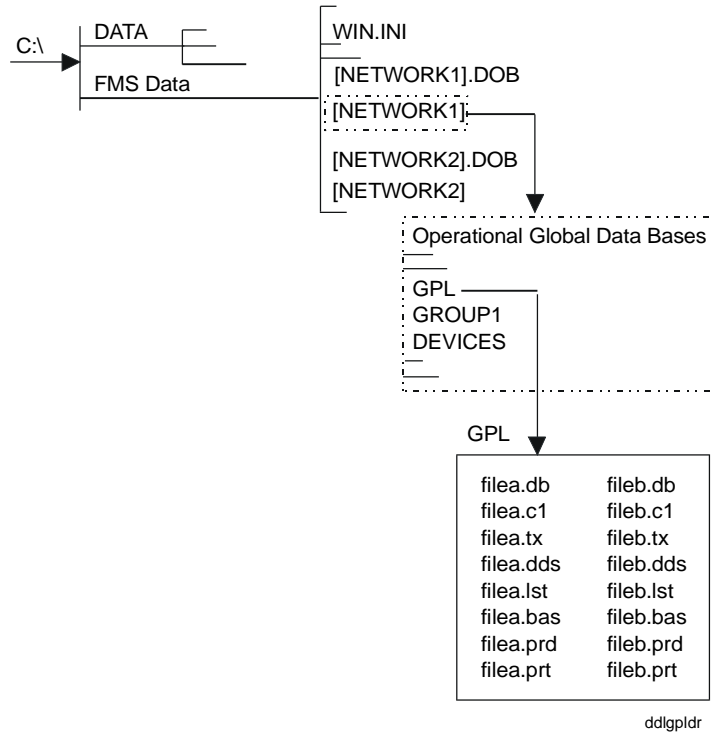 C:\
DATA
FMS Data
WIN.INI
[NETWORK1].DOB
[NETWORK1]
[NETWORK2].DOB
[NETWORK2]
Operational Global Data Bases
GPL
GROUP1
DEVICES
GPL
filea.db fileb.db
filea.c1 fileb.c1
filea.tx fileb.tx
filea.dds fileb.dds
filea.lst fileb.lst
filea.bas fileb.bas
filea.prd fileb.prd
filea.prt fileb.prt
ddlgpldr